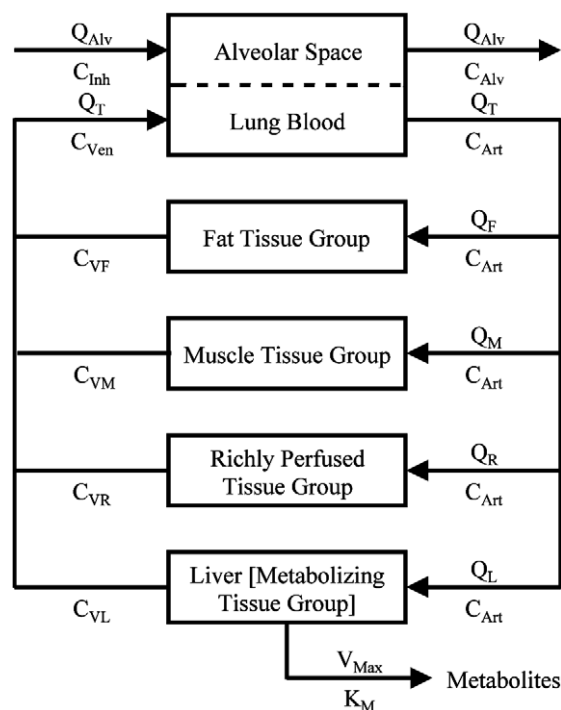 Q_Alv
Alveolar Space
Q_Alv
C_Inh
C_Alv
Q_T
Lung Blood
Q_T
C_Ven
C_Art
Q_F
Fat Tissue Group
C_VF
C_Art
Q_M
Muscle Tissue Group
C_VM
C_Art
Richly Perfused
Tissue Group
Q_R
C_VR
C_Art
Liver [Metabolizing
Tissue Group]
Q_L
C_VL
C_Art
V_Max
Metabolites
K_M